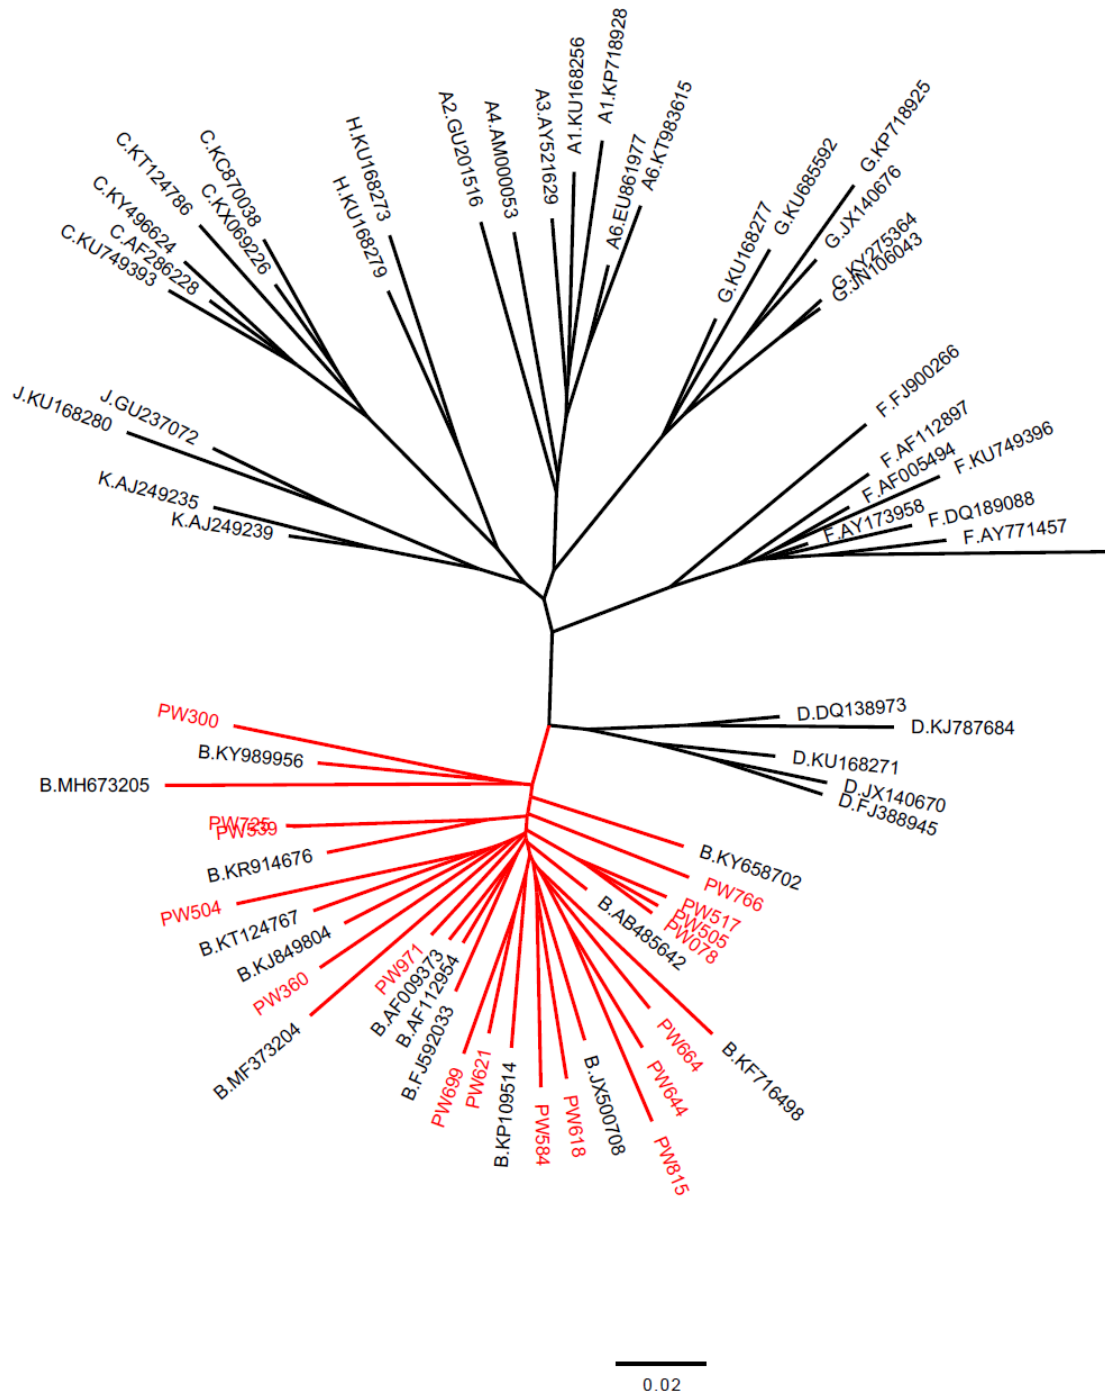 A1.KU168256
A1.KP718928
A3.AY521629
A4.AM000053
A2.GU201516
A6.EU861977
A6.KT983615
G.KP718925
G.KU685592
G.JX140676
G.KU168277
G.KY275364
G.JN106043
H.KU168273
H.KU168279
C.KC870038
C.KX069226
C.KT124786
C.KY496624
C.AF286228
C.KU749393
J.GU237072
J.KU168280
K.AJ249235
K.AJ249239
F.FJ900266
F.AF112897
F.AF005494
F.KU749396
F.AY173958
F.DQ189088
F.AY771457
D.DQ138973
D.KJ787684
D.KU168271
D.JX140670
D.FJ388945
PW300
B.KY989956
B.MH673205
PW725
PW539
B.KR914676
PW504
B.KT124767
B.KJ849804
PW360
B.MF373204
PW971
B.AF009373
B.AF112954
B.FJ592033
PW699
PW621
B.KP109514
PW584
PW618
B.JX500708
PW815
PW644
PW664
B.KF716498
B.AB485642
PW078
PW505
PW517
PW766
B.KY658702
0.02